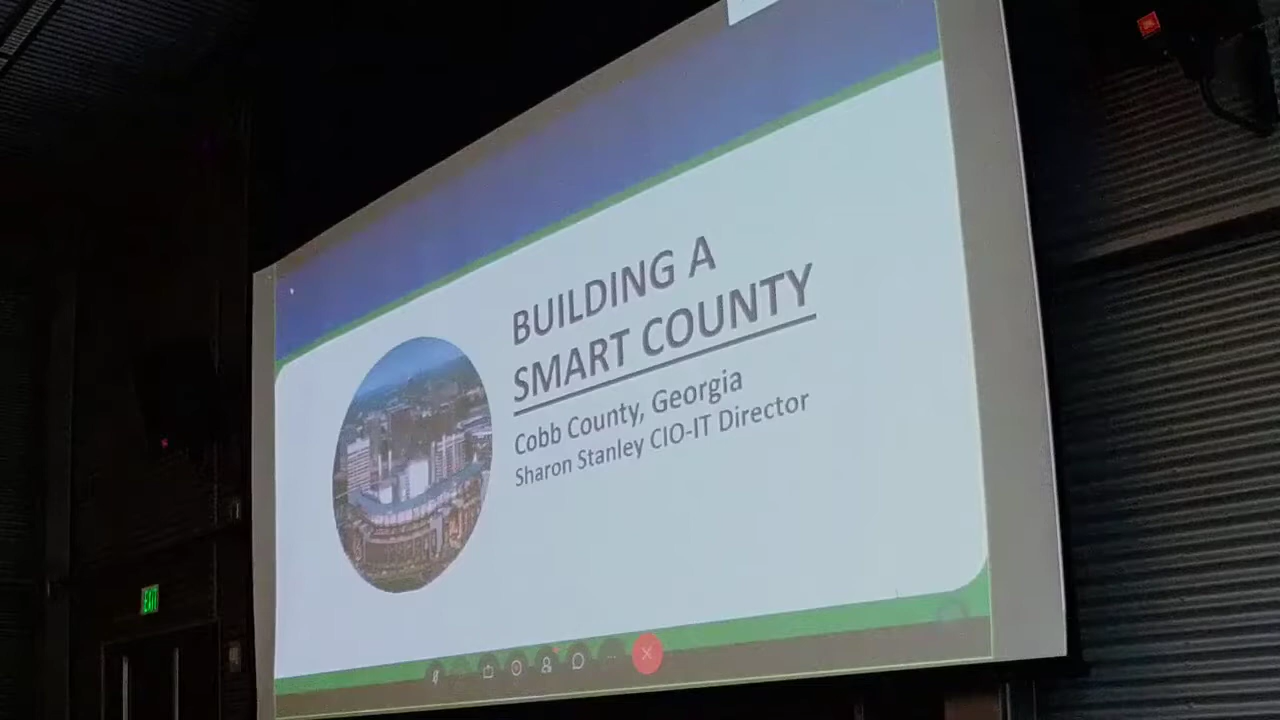 BUILDING A
SMART COUNTY
Cobb County, Georgia
Sharon Stanley CIO-IT Director
EXIT